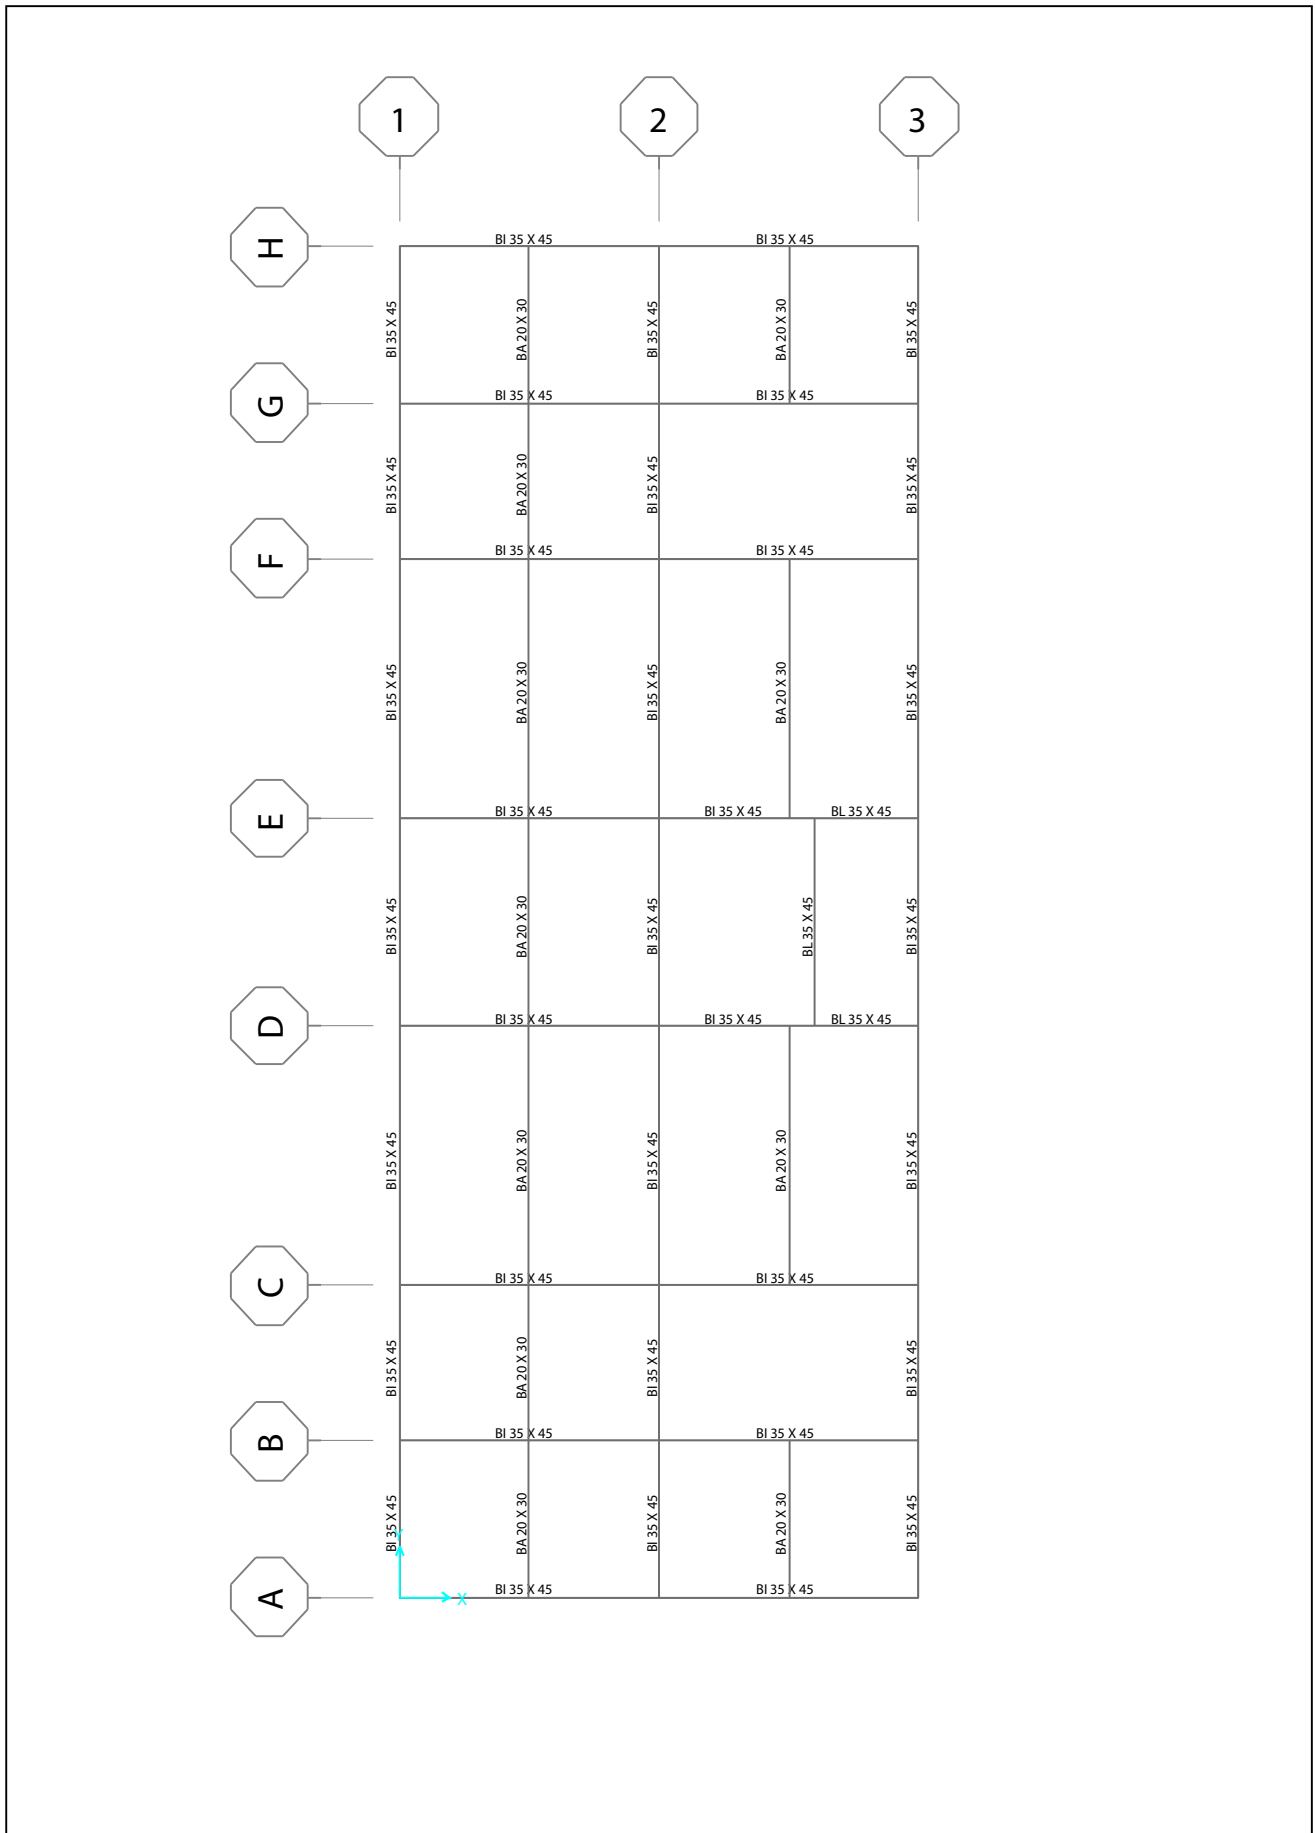 1 2 3
H
BI 35 X 45 BI 35 X 45
BI 35 X 45 BA 20 X 30 BI 35 X 45 BA 20 X 30 BI 35 X 45
G
BI 35 X 45 BI 35 X 45
BI 35 X 45 BA 20 X 30 BI 35 X 45 BI 35 X 45
F
BI 35 X 45 BI 35 X 45
BI 35 X 45 BA 20 X 30 BI 35 X 45 BA 20 X 30 BI 35 X 45
E
BI 35 X 45 BI 35 X 45 BL 35 X 45
BI 35 X 45 BA 20 X 30 BI 35 X 45 BL 35 X 45 BI 35 X 45
D
BI 35 X 45 BI 35 X 45 BL 35 X 45
BI 35 X 45 BA 20 X 30 BI 35 X 45 BA 20 X 30 BI 35 X 45
C
BI 35 X 45 BI 35 X 45
BI 35 X 45 BA 20 X 30 BI 35 X 45 BI 35 X 45
B
BI 35 X 45 BI 35 X 45
BI 35 X 45 BA 20 X 30 BI 35 X 45 BA 20 X 30 BI 35 X 45
Y
A
BI 35 X 45 BI 35 X 45
X